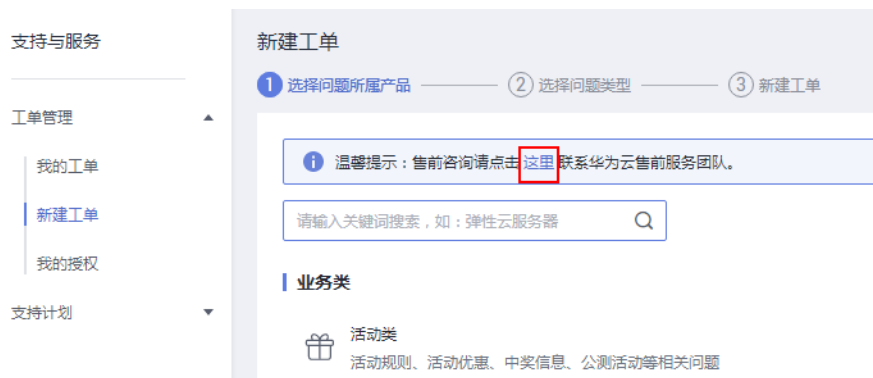 支持与服务
工单管理
我的工单
新建工单
我的授权
支持计划
新建工单
1 选择问题所属产品 2 选择问题类型 3 新建工单
温馨提示：售前咨询请点击 这里 联系华为云售前服务团队。
请输入关键词搜索，如：弹性云服务器
业务类
活动类
活动规则、活动优惠、中奖信息、公测活动等相关问题